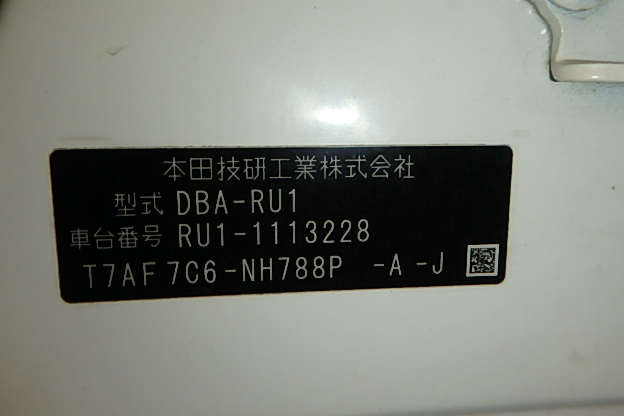 本田技研工業株式会社
型式 DBA-RU1
車台番号 RU1-1113228
T7AF7C6-NH788P -A -J